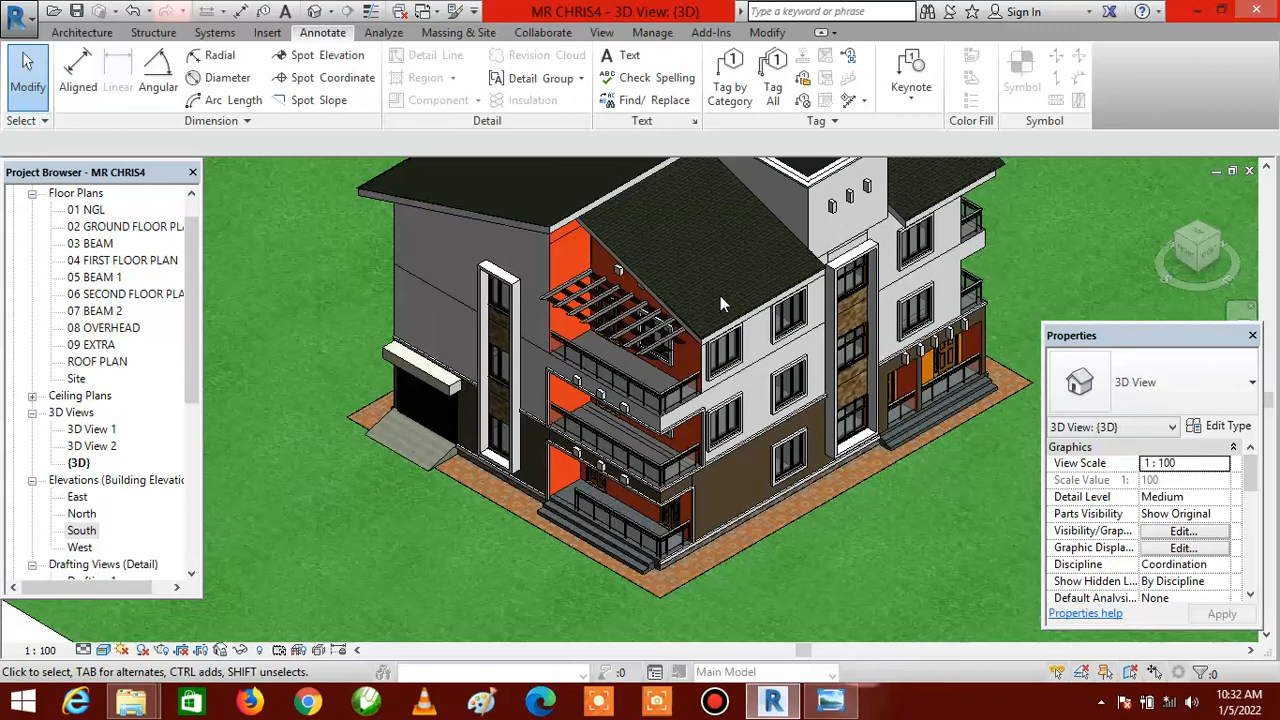 MR CHRIS4 - 3D View: {3D}
Type a keyword or phrase
Sign In
Architecture Structure Systems Insert Annotate Analyze Massing & Site Collaborate View Manage Add-Ins Modify
Modify
Select
Aligned Linear Angular
Radial
Diameter
Arc Length
Spot Elevation
Spot Coordinate
Spot Slope
Dimension
Detail Line
Region
Component
Revision Cloud
Detail Group
Insulation
Detail
Text
Check Spelling
Find/ Replace
Text
Tag by Category
Tag All
Tag
Keynote
Color Fill
Symbol
Symbol
Project Browser - MR CHRIS4
Floor Plans
01 NGL
02 GROUND FLOOR PLA
03 BEAM
04 FIRST FLOOR PLAN
05 BEAM 1
06 SECOND FLOOR PLA
07 BEAM 2
08 OVERHEAD
09 EXTRA
ROOF PLAN
Site
Ceiling Plans
3D Views
3D View 1
3D View 2
{3D}
Elevations (Building Elevatio
East
North
South
West
Drafting Views (Detail)
Properties
3D View
3D View: {3D}
Edit Type
Graphics
View Scale 1 : 100
Scale Value 1: 100
Detail Level Medium
Parts Visibility Show Original
Visibility/Grap... Edit...
Graphic Displa... Edit...
Discipline Coordination
Show Hidden L... By Discipline
Default Analysi... None
Properties help
Apply
1 : 100
Click to select, TAB for alternates, CTRL adds, SHIFT unselects.
:0
Main Model
:0
10:32 AM
1/5/2022